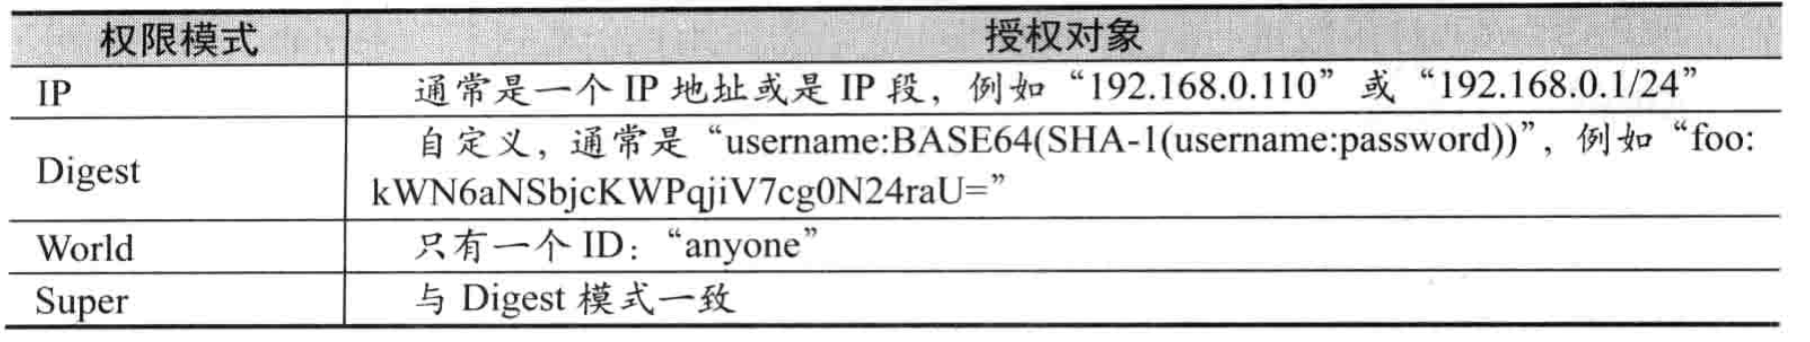 权限模式 授权对象
IP 通常是一个 IP 地址或是 IP 段，例如“192.168.0.110”或“192.168.0.1/24”
Digest 自定义，通常是“username:BASE64(SHA-1(username:password))”，例如“foo:
kWN6aNSbjcKWPqjiV7cg0N24raU=”
World 只有一个 ID：“anyone”
Super 与 Digest 模式一致